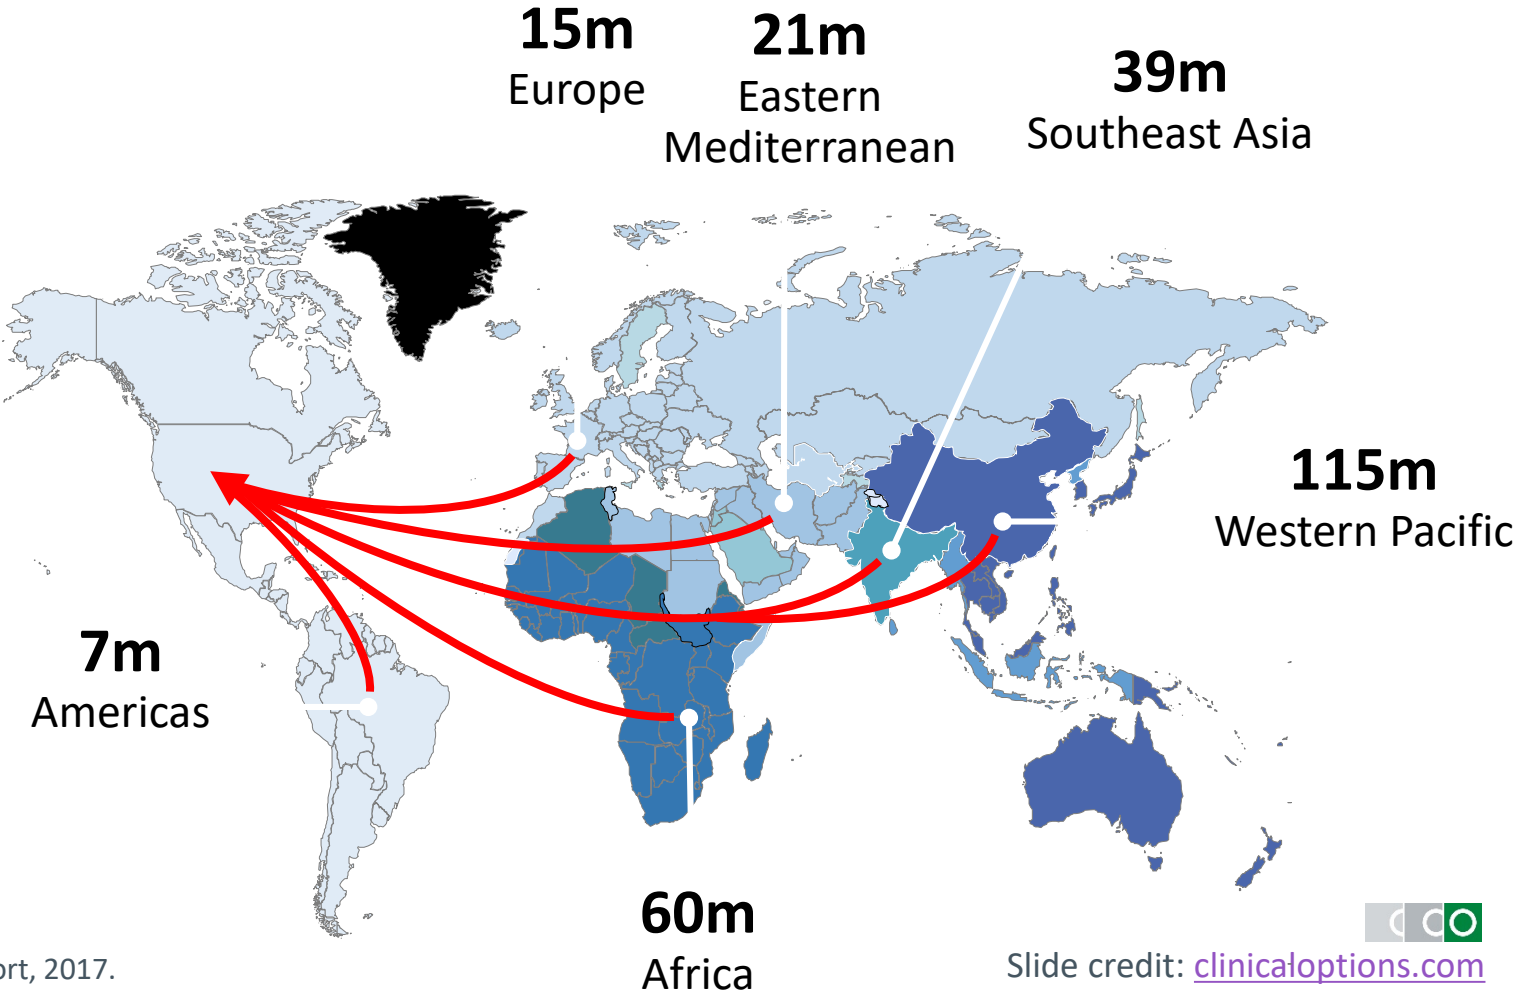 15m
Europe
21m
Eastern
Mediterranean
39m
Southeast Asia
115m
Western Pacific
7m
Americas
60m
Africa
ort, 2017.
Slide credit: clinicaloptions.com